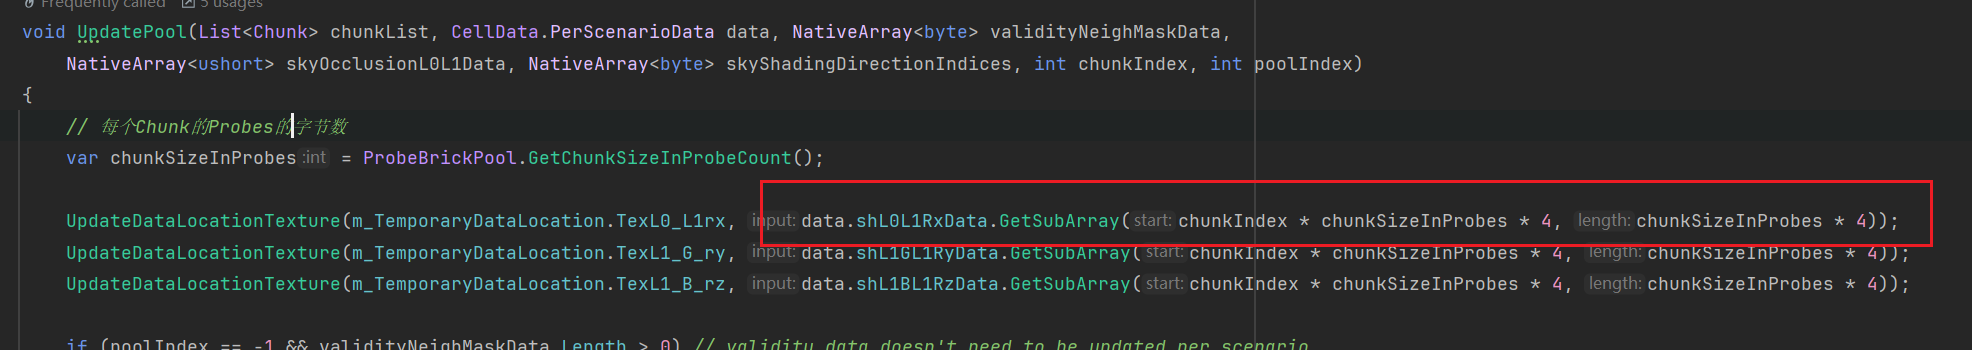 Frequently called 5 usages
void UpdatePool(List<Chunk> chunkList, CellData.PerScenarioData data, NativeArray<byte> validityNeighMaskData,
NativeArray<ushort> skyOcclusionL0L1Data, NativeArray<byte> skyShadingDirectionIndices, int chunkIndex, int poolIndex)
{
// 每个Chunk的Probes的字节数
var chunkSizeInProbes :int = ProbeBrickPool.GetChunkSizeInProbeCount();
UpdateDataLocationTexture(m_TemporaryDataLocation.TexL0_L1rx, input: data.shL0L1RxData.GetSubArray( start: chunkIndex * chunkSizeInProbes * 4, length: chunkSizeInProbes * 4));
UpdateDataLocationTexture(m_TemporaryDataLocation.TexL1_G_ry, input: data.shL1GL1RyData.GetSubArray( start: chunkIndex * chunkSizeInProbes * 4, length: chunkSizeInProbes * 4));
UpdateDataLocationTexture(m_TemporaryDataLocation.TexL1_B_rz, input: data.shL1BL1RzData.GetSubArray( start: chunkIndex * chunkSizeInProbes * 4, length: chunkSizeInProbes * 4));
if (poolIndex == -1 && validityNeighMaskData.Length > 0) // validity data doesn't need to be updated per scenario